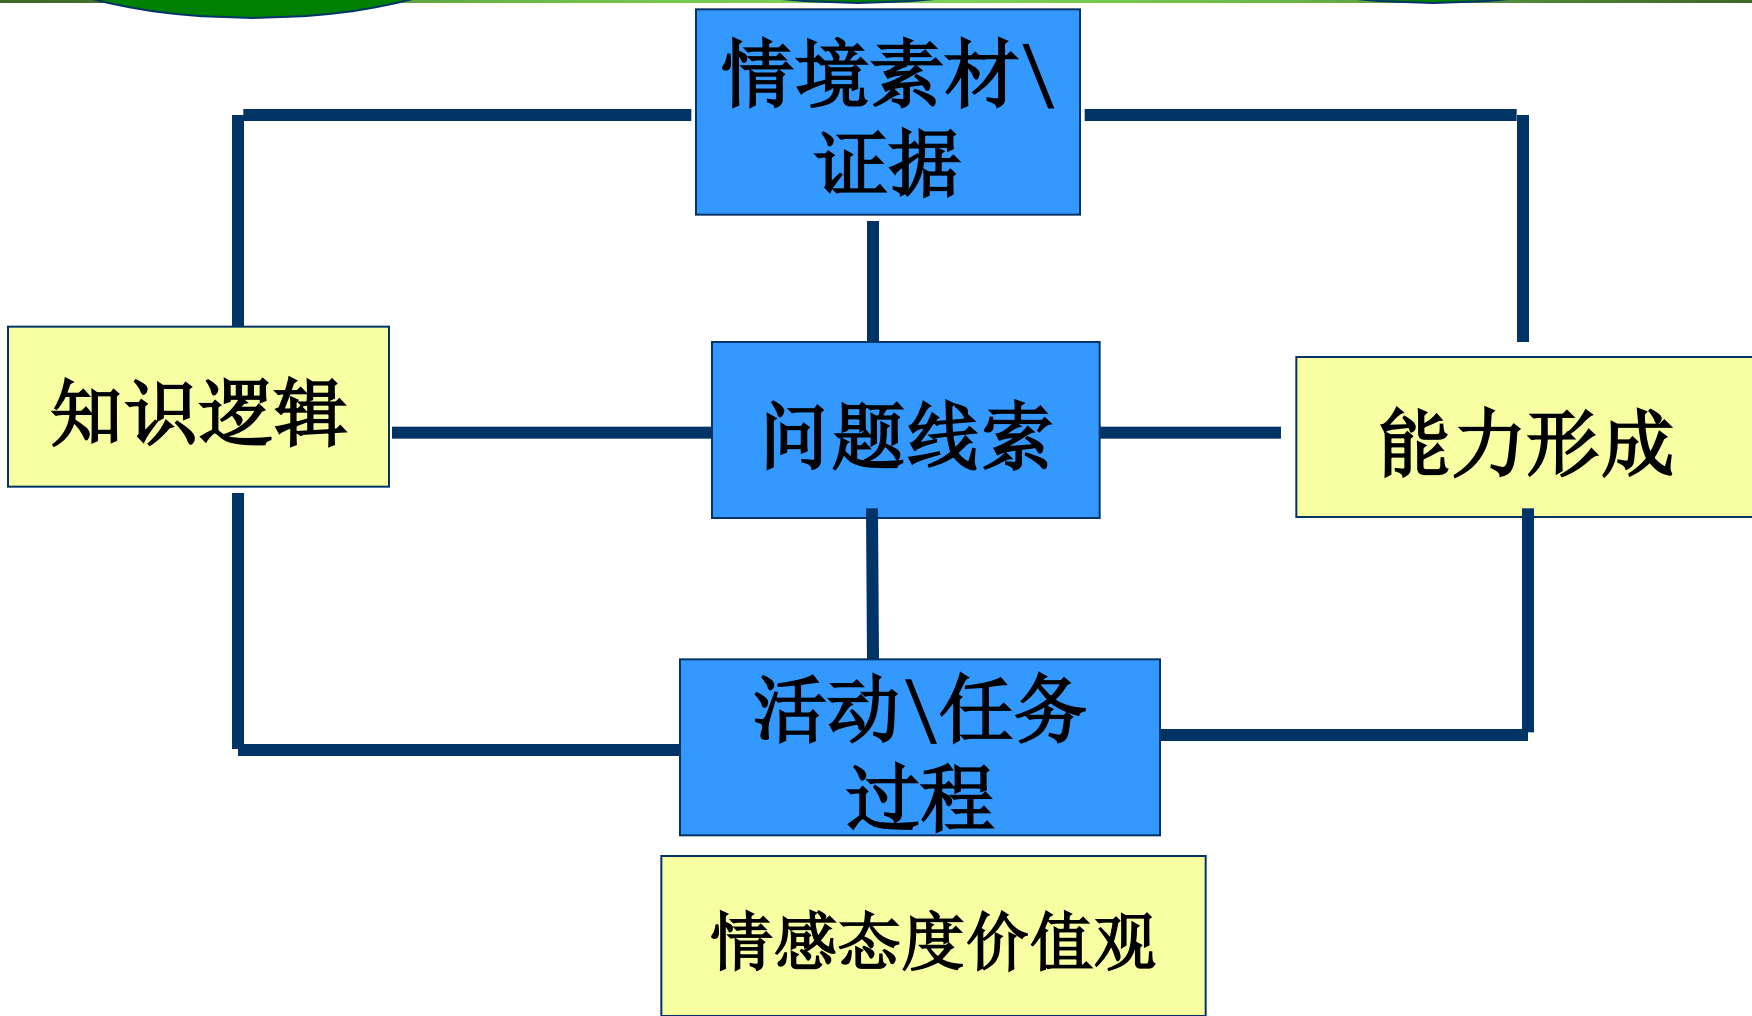 情境素材\
证据
知识逻辑
问题线索
能力形成
活动\任务
过程
情感态度价值观